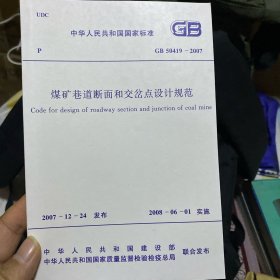 UDC
中华人民共和国国家标准 GB
P GB 50419－2007
煤矿巷道断面和交岔点设计规范
Code for design of roadway section and junction of coal mine
2007－12－24 发布 2008－06－01 实施
中华人民共和国建设部
中华人民共和国国家质量监督检验检疫总局 联合发布